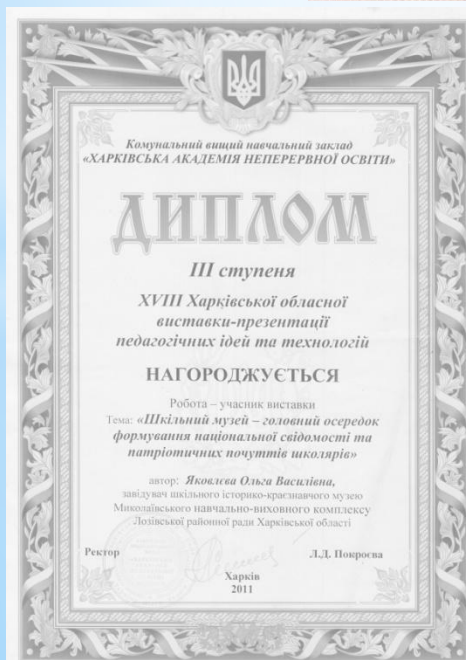 Комунальний вищий навчальний заклад
«ХАРКІВСЬКА АКАДЕМІЯ НЕПЕРЕРВНОЇ ОСВІТИ»
ДИПЛОМ
III ступеня
XVIII Харківської обласної
виставки-презентації
педагогічних ідей та технологій
НАГОРОДЖУЄТЬСЯ
Робота – учасник виставки
Тема: «Шкільний музей – головний осередок
формування національної свідомості та
патріотичних почуттів школярів»
автор: Яковлєва Ольга Василівна,
завідувач шкільного історико-краєзнавчого музею
Миколаївського навчально-виховного комплексу
Лозівської районної ради Харківської області
Ректор Л.Д. Покроєва
Харків
2011